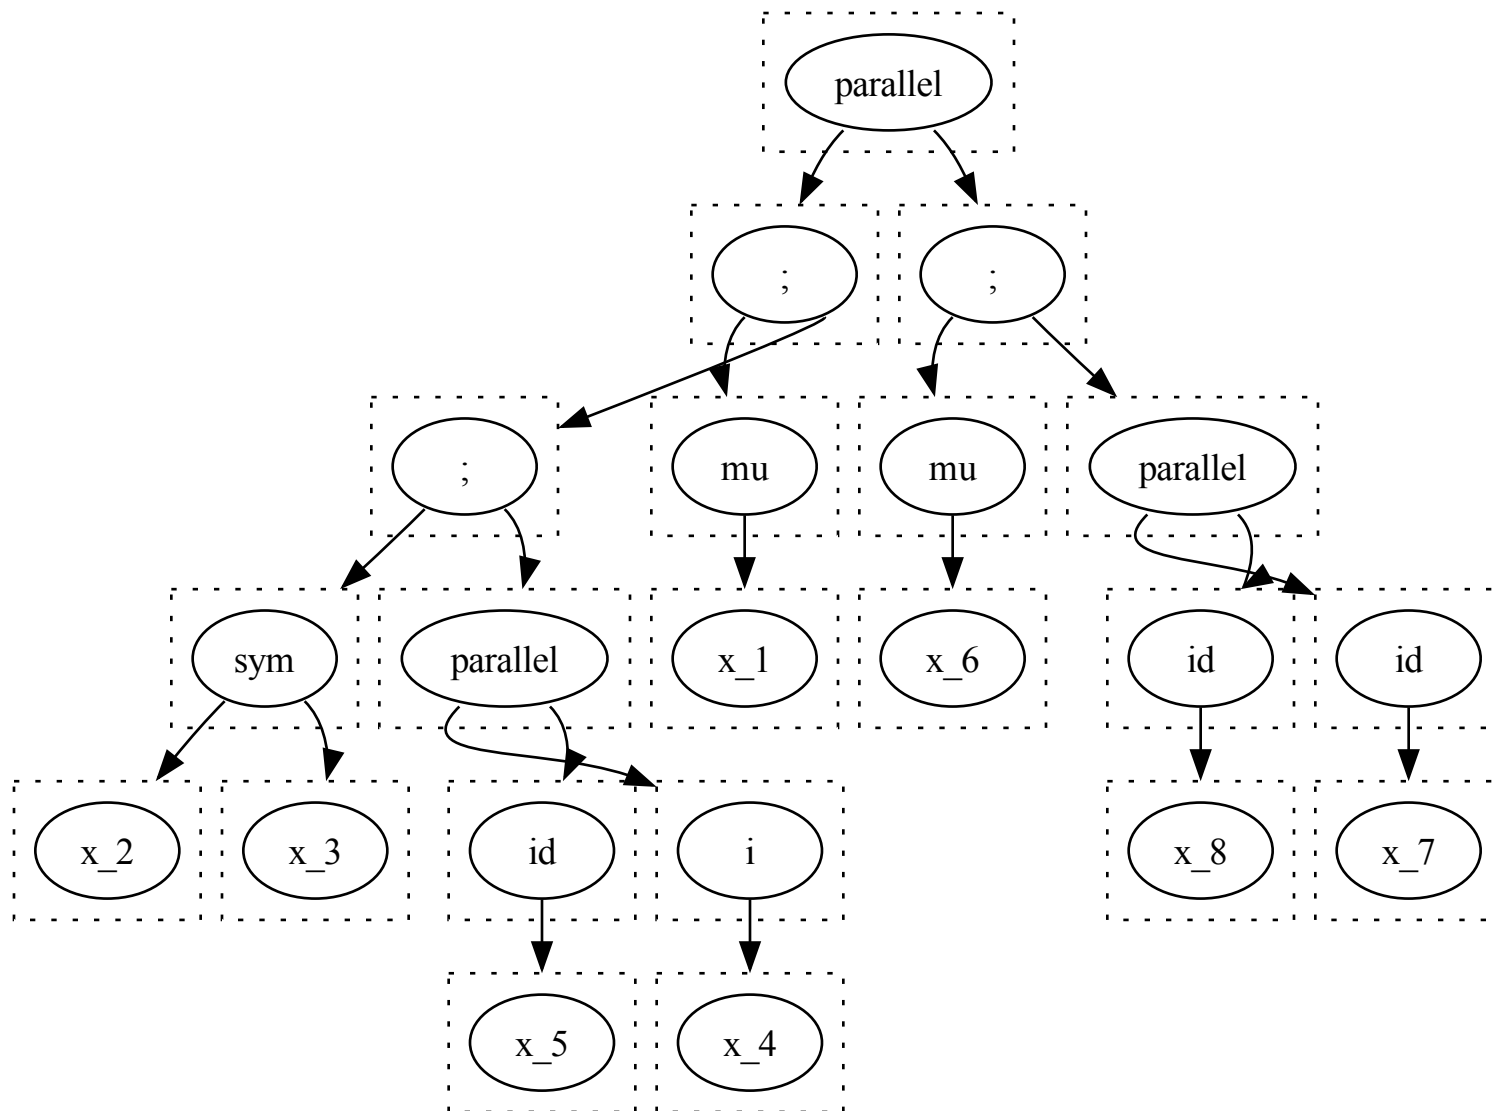 parallel
; ;
; mu mu parallel
sym parallel x_1 x_6 id id
x_2 x_3 id i x_8 x_7
x_5 x_4